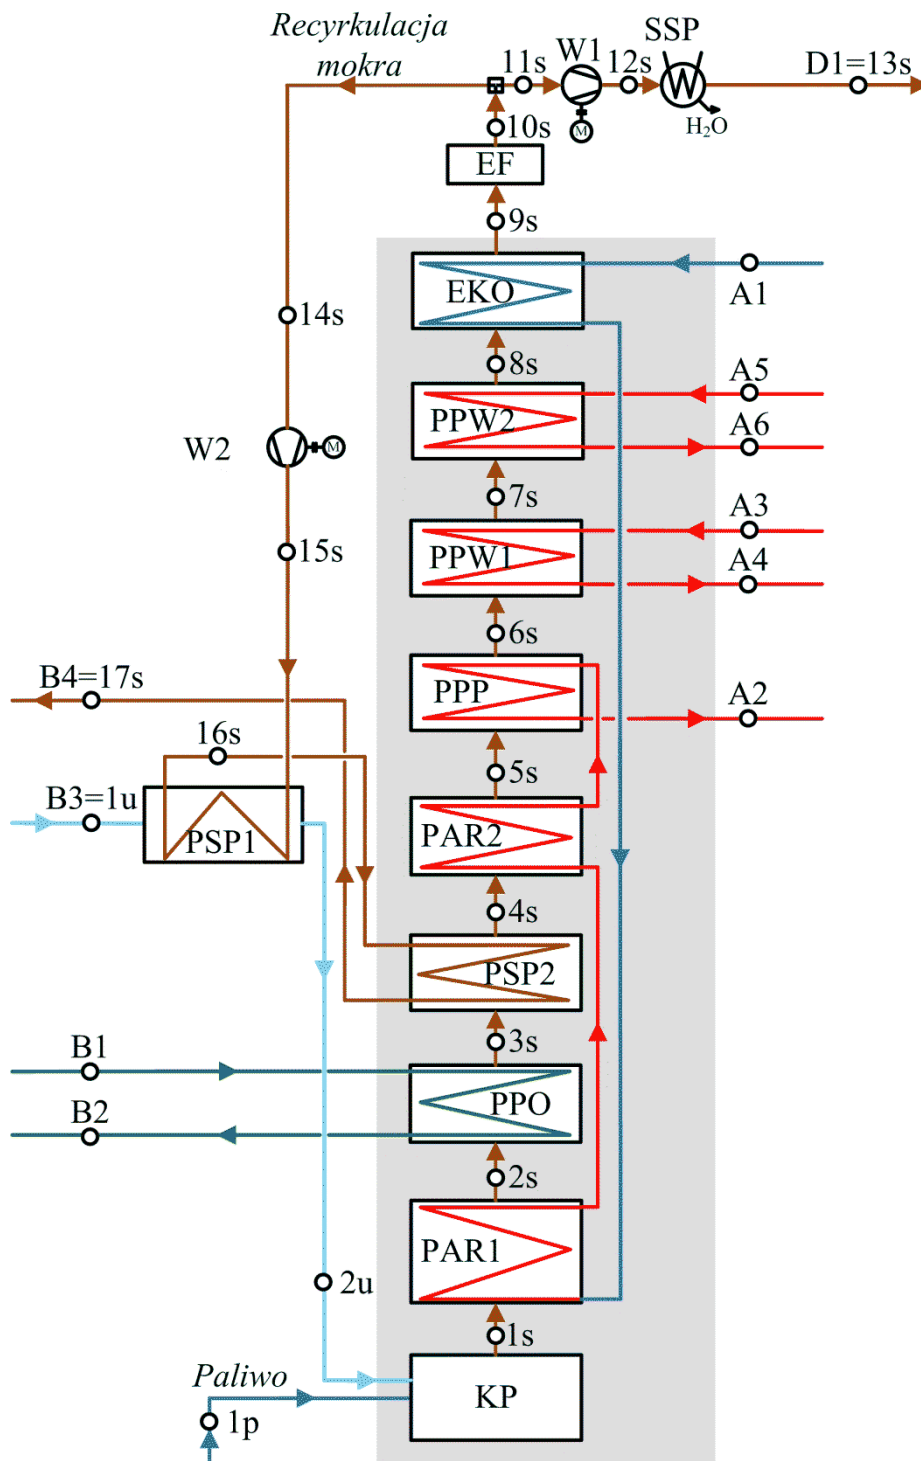 Recyrkulacja
mokra
11s
W1
12s
SSP
D1=13s
M
H₂O
10s
EF
9s
EKO
A1
14s
8s
A5
PPW2
A6
W2
M
7s
A3
15s
PPW1
A4
6s
B4=17s
PPP
A2
16s
5s
B3=1u
PSP1
PAR2
4s
PSP2
B1
3s
PPO
B2
2s
PAR1
2u
1s
Paliwo
KP
1p